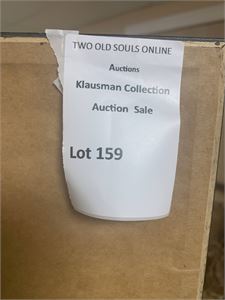 TWO OLD SOULS ONLINE
Auctions
Klausman Collection
Auction Sale
Lot 159